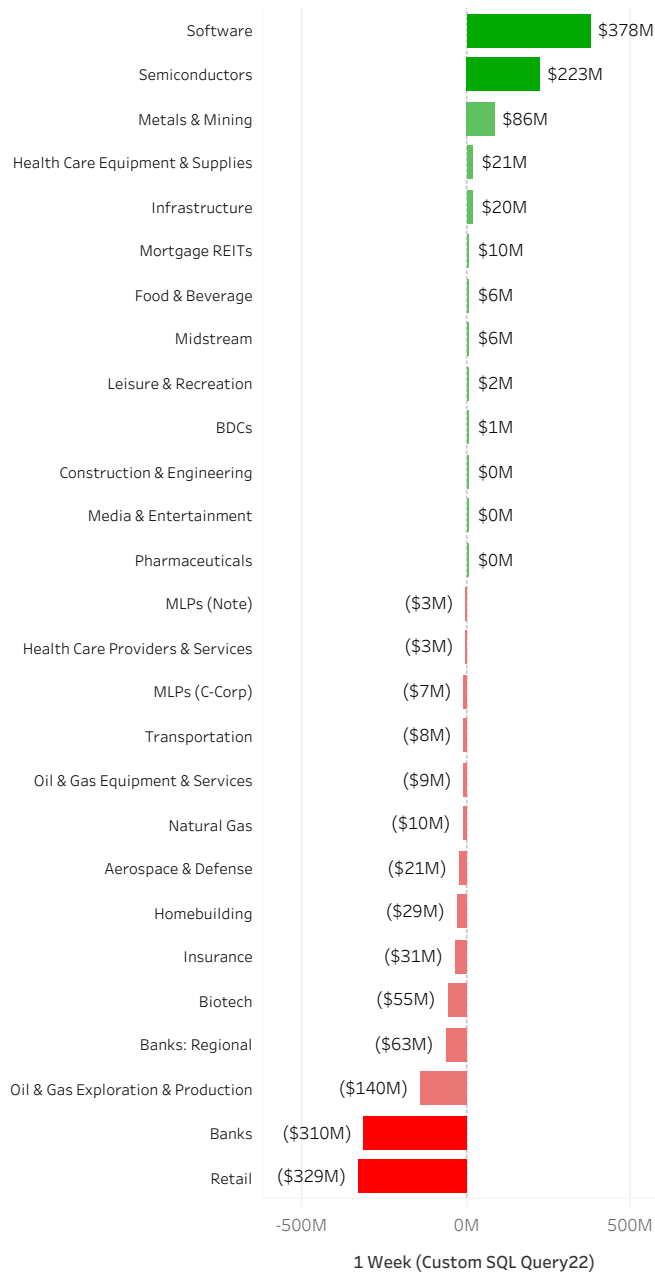 Software $378M
Semiconductors $223M
Metals & Mining $86M
Health Care Equipment & Supplies $21M
Infrastructure $20M
Mortgage REITs $10M
Food & Beverage $6M
Midstream $6M
Leisure & Recreation $2M
BDCs $1M
Construction & Engineering $0M
Media & Entertainment $0M
Pharmaceuticals $0M
MLPs (Note) ($3M)
Health Care Providers & Services ($3M)
MLPs (C-Corp) ($7M)
Transportation ($8M)
Oil & Gas Equipment & Services ($9M)
Natural Gas ($10M)
Aerospace & Defense ($21M)
Homebuilding ($29M)
Insurance ($31M)
Biotech ($55M)
Banks: Regional ($63M)
Oil & Gas Exploration & Production ($140M)
Banks ($310M)
Retail ($329M)
-$500M 0M $500M
1 Week (Custom SQL Query22)